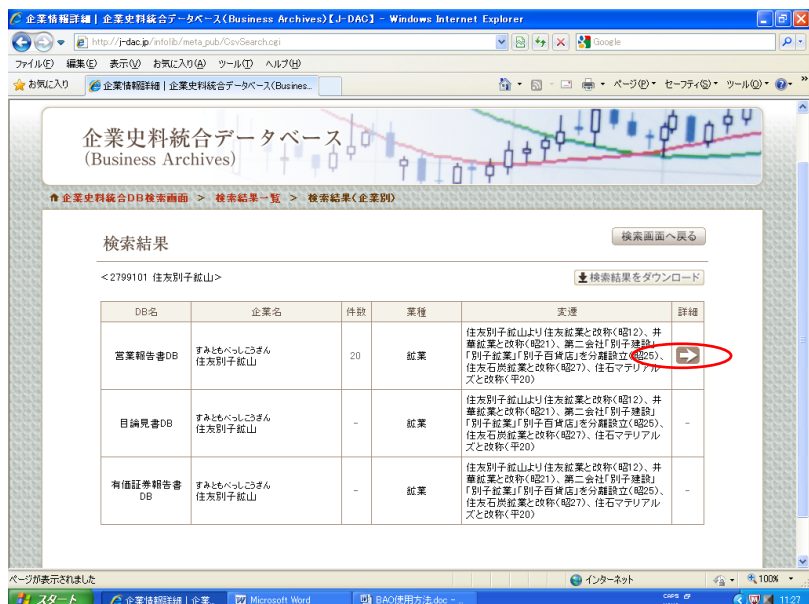 企業情報詳細 | 企業史料統合データベース(Business Archives)【J-DAC】 - Windows Internet Explorer
http://j-dac.jp/infolib/meta_pub/CsvSearch.cgi
Google
ファイル(F) 編集(E) 表示(V) お気に入り(A) ツール(T) ヘルプ(H)
お気に入り
企業情報詳細 | 企業史料統合データベース(Busines...
ページ(P) セーフティ(S) ツール(O)
企業史料統合データベース
(Business Archives)
企業史料統合DB検索画面 > 検索結果一覧 > 検索結果(企業別)
検索結果
検索画面へ戻る
<2799101 住友別子鉱山>
検索結果をダウンロード
DB名 企業名 件数 業種 変遷 詳細
営業報告書DB
すみともべっしこうざん
住友別子鉱山
20
鉱業
住友別子鉱山より住友鉱業と改称(昭12)、井
華鉱業と改称(昭21)、第二会社「別子建設」
「別子鉱業」「別子百貨店」を分離設立(昭25)、
住友石炭鉱業と改称(昭27)、住石マテリアル
ズと改称(平20)
目論見書DB
すみともべっしこうざん
住友別子鉱山
-
鉱業
住友別子鉱山より住友鉱業と改称(昭12)、井
華鉱業と改称(昭21)、第二会社「別子建設」
「別子鉱業」「別子百貨店」を分離設立(昭25)、
住友石炭鉱業と改称(昭27)、住石マテリアル
ズと改称(平20)
-
有価証券報告書
DB
すみともべっしこうざん
住友別子鉱山
-
鉱業
住友別子鉱山より住友鉱業と改称(昭12)、井
華鉱業と改称(昭21)、第二会社「別子建設」
「別子鉱業」「別子百貨店」を分離設立(昭25)、
住友石炭鉱業と改称(昭27)、住石マテリアル
ズと改称(平20)
-
ページが表示されました
インターネット
100%
スタート
企業情報詳細 | 企業...
Microsoft Word
BAO使用方法.doc - ...
CAPS
11:27